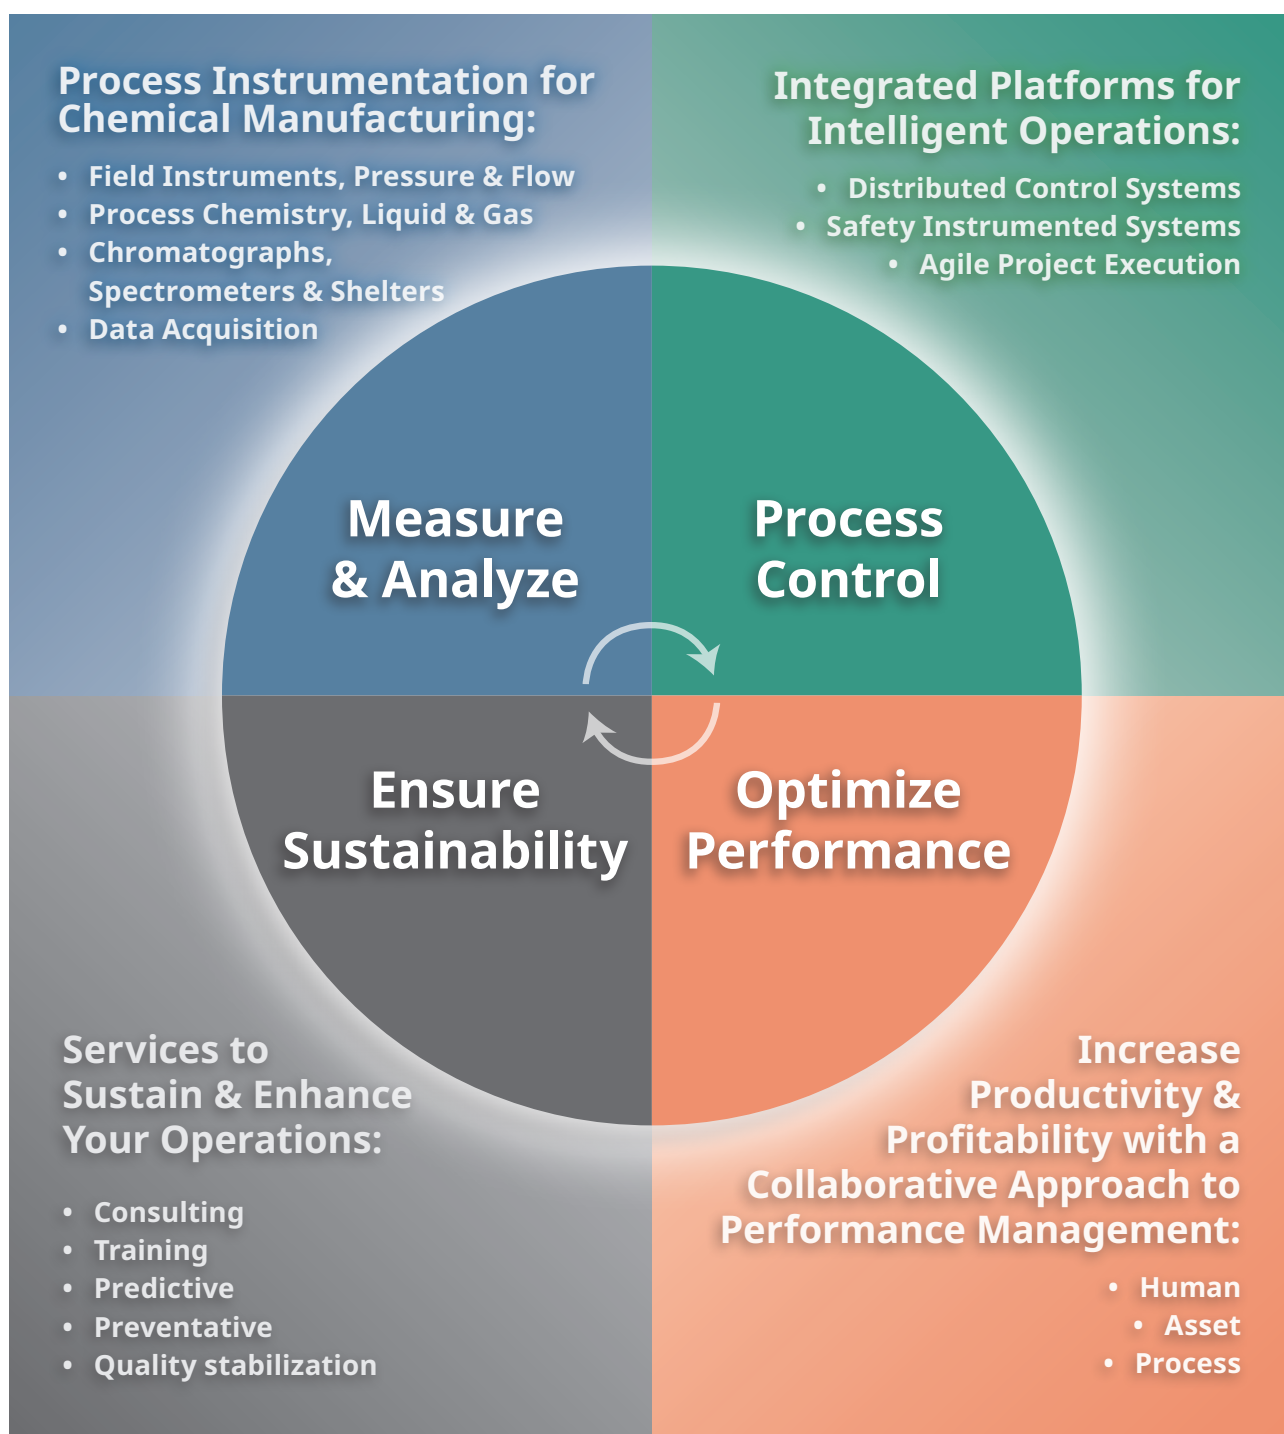 Process Instrumentation for
Chemical Manufacturing:
• Field Instruments, Pressure & Flow
• Process Chemistry, Liquid & Gas
• Chromatographs,
Spectrometers & Shelters
• Data Acquisition
Integrated Platforms for
Intelligent Operations:
• Distributed Control Systems
• Safety Instrumented Systems
• Agile Project Execution
Measure
& Analyze
Process
Control
Ensure
Sustainability
Optimize
Performance
Services to
Sustain & Enhance
Your Operations:
• Consulting
• Training
• Predictive
• Preventative
• Quality stabilization
Increase
Productivity &
Profitability with a
Collaborative Approach to
Performance Management:
• Human
• Asset
• Process